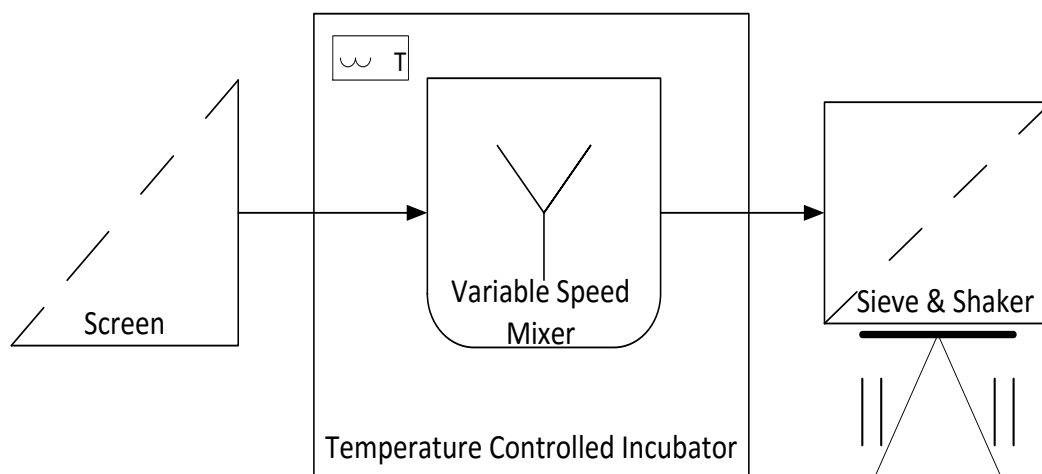 T
Screen
Variable Speed
Mixer
Sieve & Shaker
Temperature Controlled Incubator